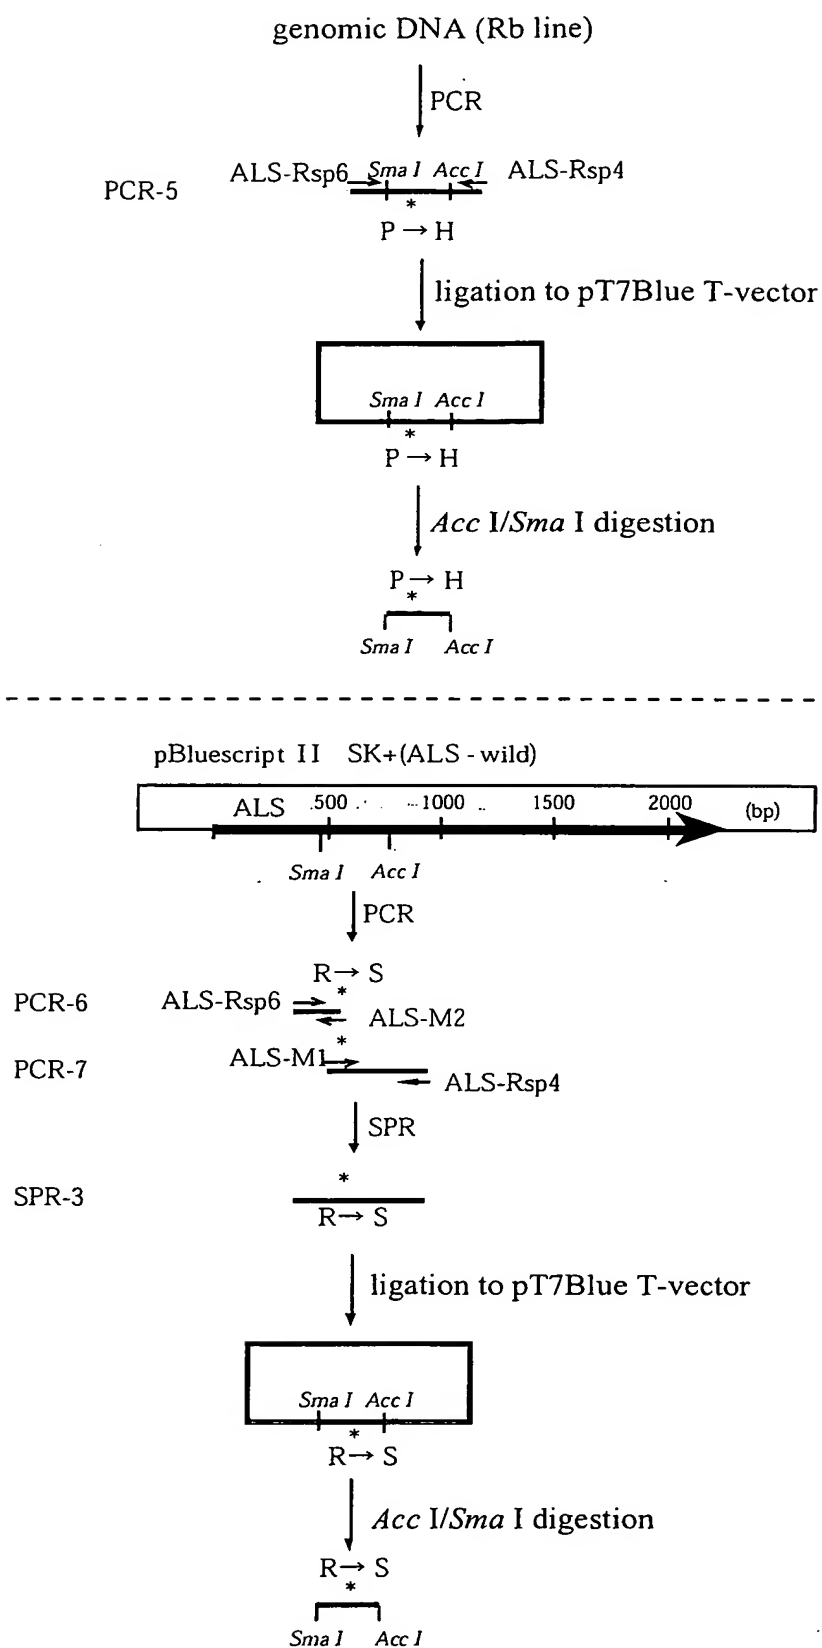 genomic DNA (Rb line)
PCR
PCR-5
ALS-Rsp6 Sma I Acc I ALS-Rsp4
*
P → H
ligation to pT7Blue T-vector
Sma I Acc I
*
P → H
Acc I/Sma I digestion
P → H
*
Sma I Acc I
pBluescript II SK+(ALS - wild)
ALS 500 1000 1500 2000 (bp)
Sma I Acc I
PCR
R → S
*
PCR-6 ALS-Rsp6
ALS-M2
*
PCR-7 ALS-M1
ALS-Rsp4
SPR
*
SPR-3
R → S
ligation to pT7Blue T-vector
Sma I Acc I
*
R → S
Acc I/Sma I digestion
R → S
*
Sma I Acc I